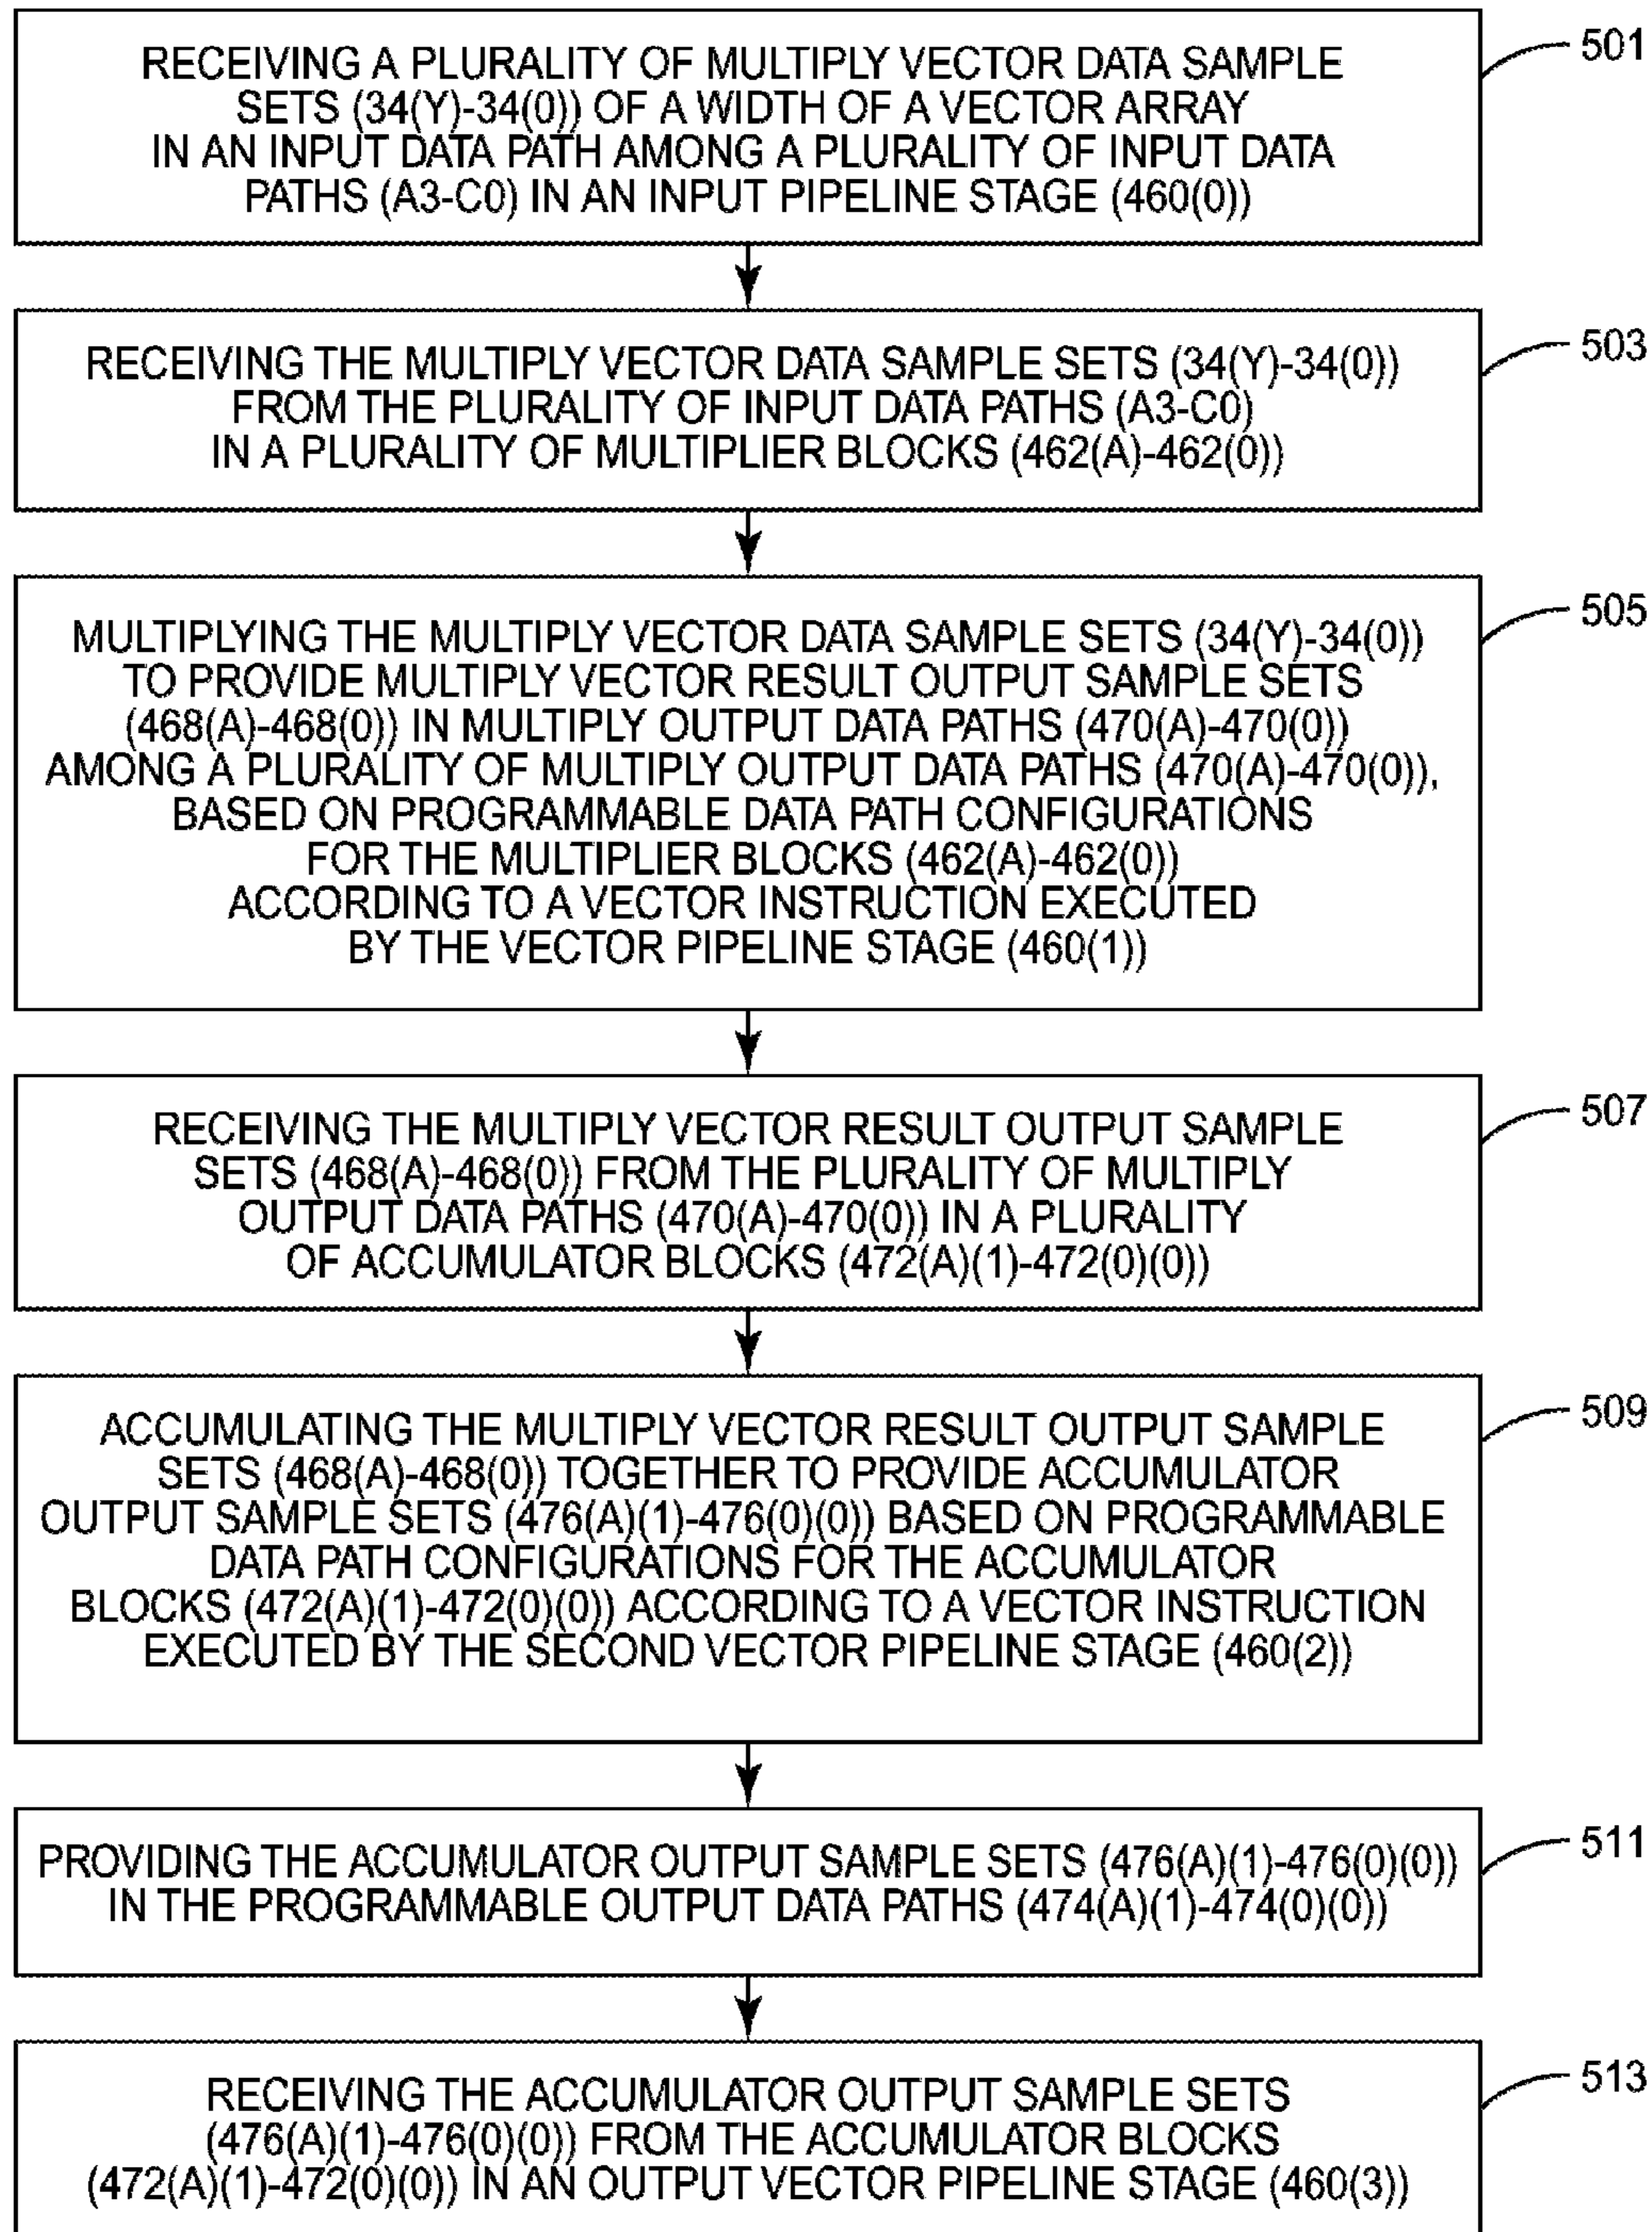 RECEIVING A PLURALITY OF MULTIPLY VECTOR DATA SAMPLE
SETS (34(Y)-34(0)) OF A WIDTH OF A VECTOR ARRAY
IN AN INPUT DATA PATH AMONG A PLURALITY OF INPUT DATA
PATHS (A3-C0) IN AN INPUT PIPELINE STAGE (460(0))
501
RECEIVING THE MULTIPLY VECTOR DATA SAMPLE SETS (34(Y)-34(0))
FROM THE PLURALITY OF INPUT DATA PATHS (A3-C0)
IN A PLURALITY OF MULTIPLIER BLOCKS (462(A)-462(0))
503
MULTIPLYING THE MULTIPLY VECTOR DATA SAMPLE SETS (34(Y)-34(0))
TO PROVIDE MULTIPLY VECTOR RESULT OUTPUT SAMPLE SETS
(468(A)-468(0)) IN MULTIPLY OUTPUT DATA PATHS (470(A)-470(0))
AMONG A PLURALITY OF MULTIPLY OUTPUT DATA PATHS (470(A)-470(0)),
BASED ON PROGRAMMABLE DATA PATH CONFIGURATIONS
FOR THE MULTIPLIER BLOCKS (462(A)-462(0))
ACCORDING TO A VECTOR INSTRUCTION EXECUTED
BY THE VECTOR PIPELINE STAGE (460(1))
505
RECEIVING THE MULTIPLY VECTOR RESULT OUTPUT SAMPLE
SETS (468(A)-468(0)) FROM THE PLURALITY OF MULTIPLY
OUTPUT DATA PATHS (470(A)-470(0)) IN A PLURALITY
OF ACCUMULATOR BLOCKS (472(A)(1)-472(0)(0))
507
ACCUMULATING THE MULTIPLY VECTOR RESULT OUTPUT SAMPLE
SETS (468(A)-468(0)) TOGETHER TO PROVIDE ACCUMULATOR
OUTPUT SAMPLE SETS (476(A)(1)-476(0)(0)) BASED ON PROGRAMMABLE
DATA PATH CONFIGURATIONS FOR THE ACCUMULATOR
BLOCKS (472(A)(1)-472(0)(0)) ACCORDING TO A VECTOR INSTRUCTION
EXECUTED BY THE SECOND VECTOR PIPELINE STAGE (460(2))
509
PROVIDING THE ACCUMULATOR OUTPUT SAMPLE SETS (476(A)(1)-476(0)(0))
IN THE PROGRAMMABLE OUTPUT DATA PATHS (474(A)(1)-474(0)(0))
511
RECEIVING THE ACCUMULATOR OUTPUT SAMPLE SETS
(476(A)(1)-476(0)(0)) FROM THE ACCUMULATOR BLOCKS
(472(A)(1)-472(0)(0)) IN AN OUTPUT VECTOR PIPELINE STAGE (460(3))
513